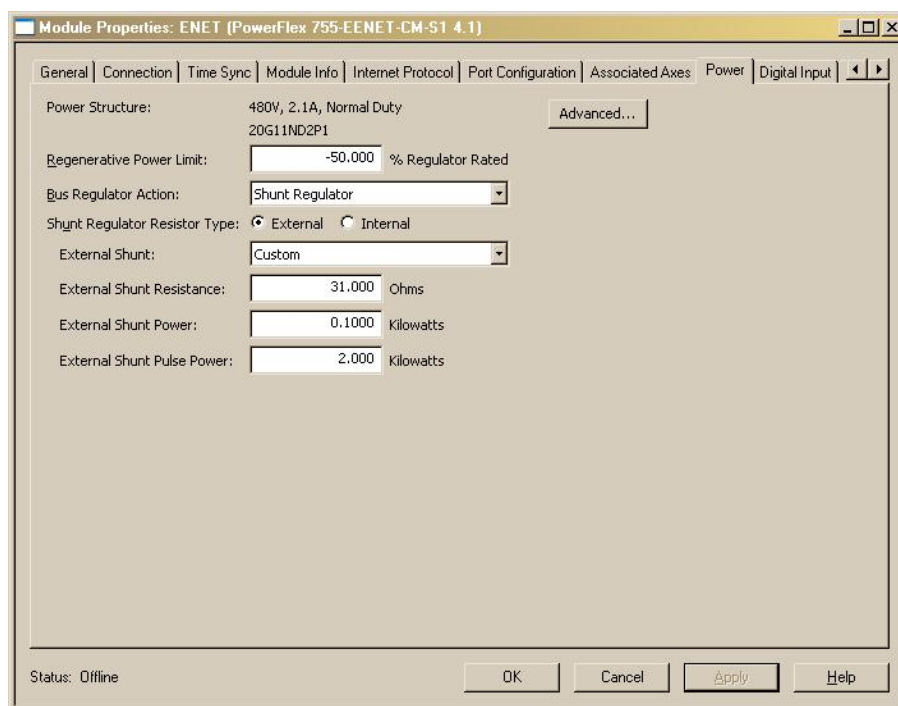 Module Properties: ENET (PowerFlex 755-EENET-CM-S1 4.1)
General Connection Time Sync Module Info Internet Protocol Port Configuration Associated Axes Power Digital Input
Power Structure: 480V, 2.1A, Normal Duty Advanced...
20G11ND2P1
Regenerative Power Limit: -50.000 % Regulator Rated
Bus Regulator Action: Shunt Regulator
Shunt Regulator Resistor Type: External Internal
External Shunt: Custom
External Shunt Resistance: 31.000 Ohms
External Shunt Power: 0.1000 Kilowatts
External Shunt Pulse Power: 2.000 Kilowatts
Status: Offline OK Cancel Apply Help